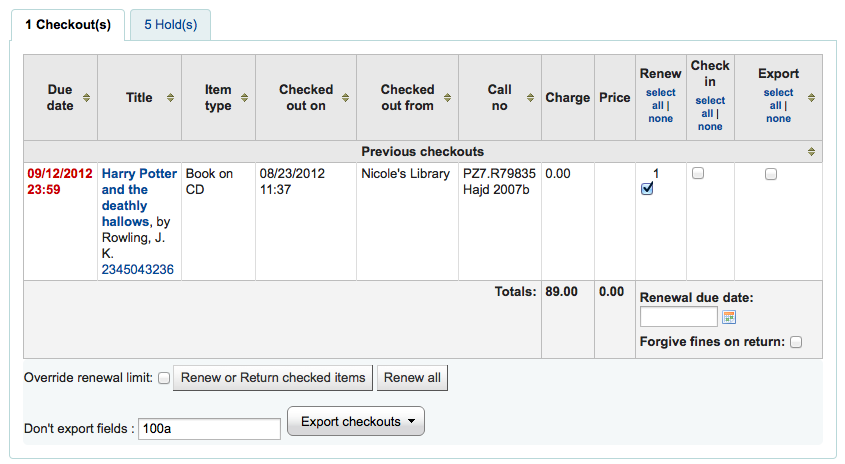 1 Checkout(s)
5 Hold(s)
Due date
Title
Item type
Checked out on
Checked out from
Call no
Charge
Price
Renew
select all | none
Check in
select all | none
Export
select all | none
Previous checkouts
09/12/2012
23:59
Harry Potter
and the
deathly
hallows, by
Rowling, J.
K.
2345043236
Book on
CD
08/23/2012
11:37
Nicole's Library
PZ7.R79835
Hajd 2007b
0.00
1
Totals:
89.00
0.00
Renewal due date:
Forgive fines on return:
Override renewal limit:
Renew or Return checked items
Renew all
Don't export fields :
100a
Export checkouts